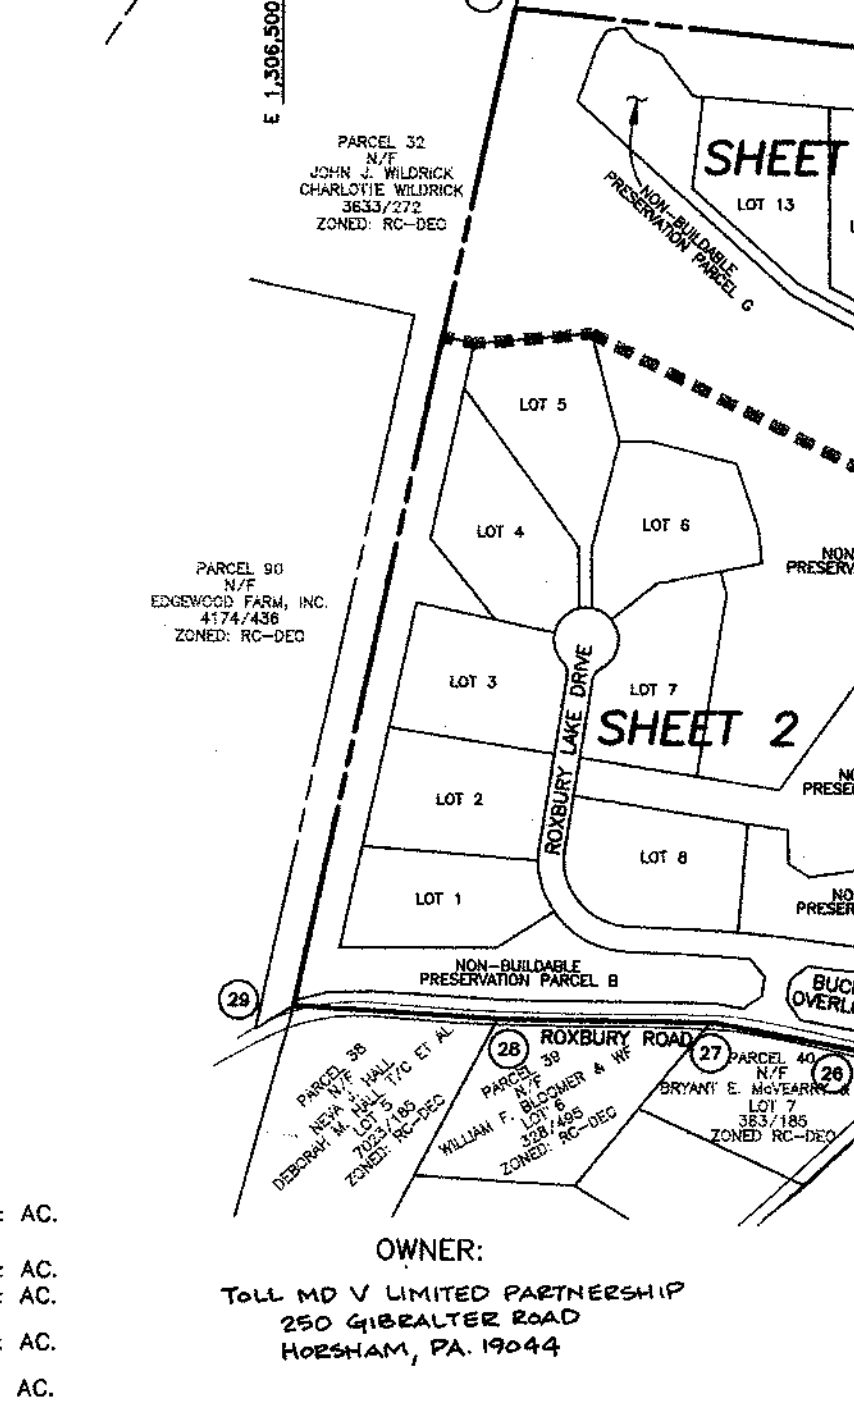 E 1,306,500
PARCEL 32
N/F
JOHN J. WILDRICK
CHARLOTTE WILDRICK
3633/272
ZONED: RC-DEO
SHEET
LOT 13
NON-BUILDABLE
PRESERVATION PARCEL G
LOT 5
LOT 4
LOT 6
NON
PRESERV
PARCEL 90
N/F
EDGEWOOD FARM, INC.
4174/436
ZONED: RC-DEO
LOT 3
LOT 7
SHEET 2
ROXBURY LAKE DRIVE
LOT 2
LOT 8
LOT 1
NON-BUILDABLE
PRESERVATION PARCEL B
29
28
ROXBURY ROAD
27
26
PARCEL 38
N/F
NEVA J. HALL
DEBORAH M. HALL T/C ET AL
LOT 5
7023/185
ZONED: RC-DEO
PARCEL 39
N/F
WILLIAM F. BLOOMER & WF
LOT 6
328/495
ZONED: RC-DEO
PARCEL 40
N/F
BRYANT E. McVEARRY &
LOT 7
383/185
ZONED RC-DEO
AC.
AC.
AC.
AC.
AC.
OWNER:
TOLL MD V LIMITED PARTNERSHIP
250 GIBRALTER ROAD
HORSHAM, PA. 19044